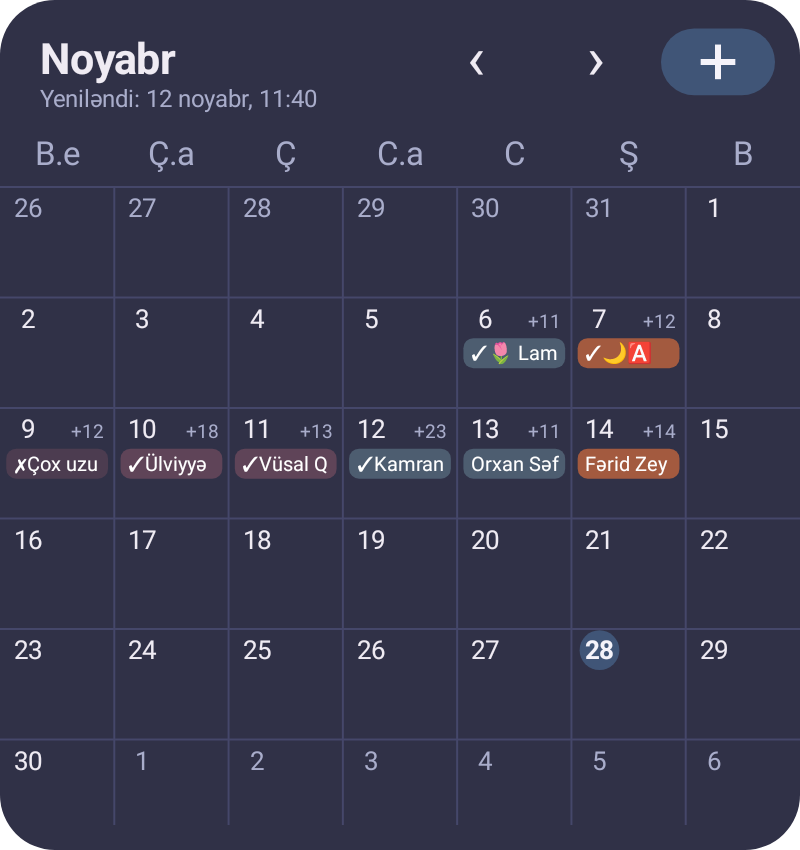 Noyabr ‹ › +
Yeniləndi: 12 noyabr, 11:40
B.e Ç.a Ç C.a C Ş B
26 27 28 29 30 31 1
2 3 4 5 6 +11 7 +12 8
✓🌷 Lam ✓🌙🅰
9 +12 10 +18 11 +13 12 +23 13 +11 14 +14 15
✗Çox uzu ✓Ülviyyə ✓Vüsal Q ✓Kamran Orxan Səf Fərid Zey
16 17 18 19 20 21 22
23 24 25 26 27 28 29
30 1 2 3 4 5 6